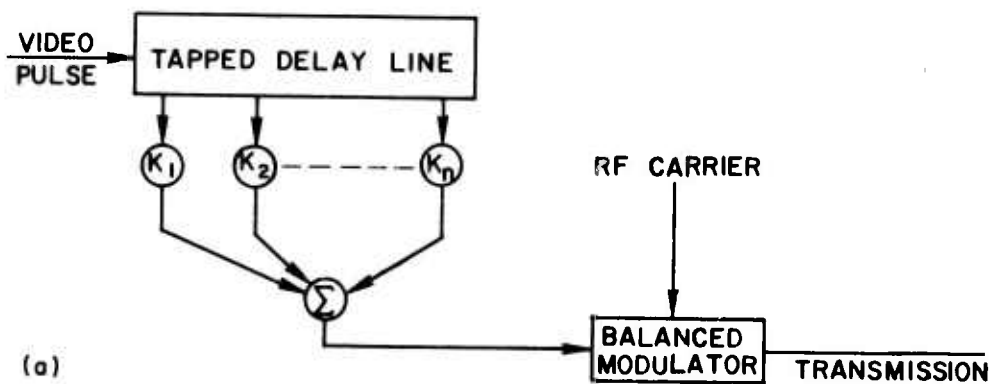 VIDEO
PULSE
TAPPED DELAY LINE
K1
K2
Kn
RF CARRIER
Σ
BALANCED
MODULATOR
TRANSMISSION
(a)